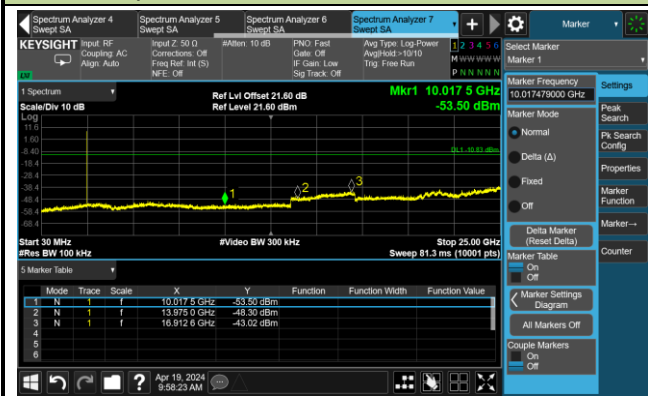 Spectrum Analyzer 4
Swept SA
Spectrum Analyzer 5
Swept SA
Spectrum Analyzer 6
Swept SA
Spectrum Analyzer 7
Swept SA
Marker
KEYSIGHT
Input: RF
Coupling: AC
Align: Auto
Input Z: 50 Ω
Corrections: Off
Freq Ref: Int (S)
NFE: Off
#Atten: 10 dB
PNO: Fast
Gate: Off
IF Gain: Low
Sig Track: Off
Avg Type: Log-Power
Avg|Hold:>10/10
Trig: Free Run
1 2 3 4 5 6
M W W W W W
P N N N N N
Select Marker
Marker 1
1 Spectrum
Scale/Div 10 dB
Log
Ref Lvl Offset 21.60 dB
Ref Level 21.60 dBm
Mkr1 10.017 5 GHz
-53.50 dBm
11.6
1.60
-8.40
-18.4
-28.4
-38.4
-48.4
-58.4
-68.4
DL1 -10.83 dBm
1
2
3
Start 30 MHz
#Res BW 100 kHz
#Video BW 300 kHz
Stop 25.00 GHz
Sweep 81.3 ms (10001 pts)
5 Marker Table
Mode Trace Scale X Y Function Function Width Function Value
1 N 1 f 10.017 5 GHz -53.50 dBm
2 N 1 f 13.975 0 GHz -48.30 dBm
3 N 1 f 16.912 6 GHz -43.02 dBm
4
5
6
Apr 19, 2024
9:58:23 AM
Marker Frequency
10.017479000 GHz
Marker Mode
Normal
Delta (Δ)
Fixed
Off
Delta Marker
(Reset Delta)
Marker Table
On
Off
Marker Settings
Diagram
All Markers Off
Couple Markers
On
Off
Settings
Peak
Search
Pk Search
Config
Properties
Marker
Function
Marker→
Counter